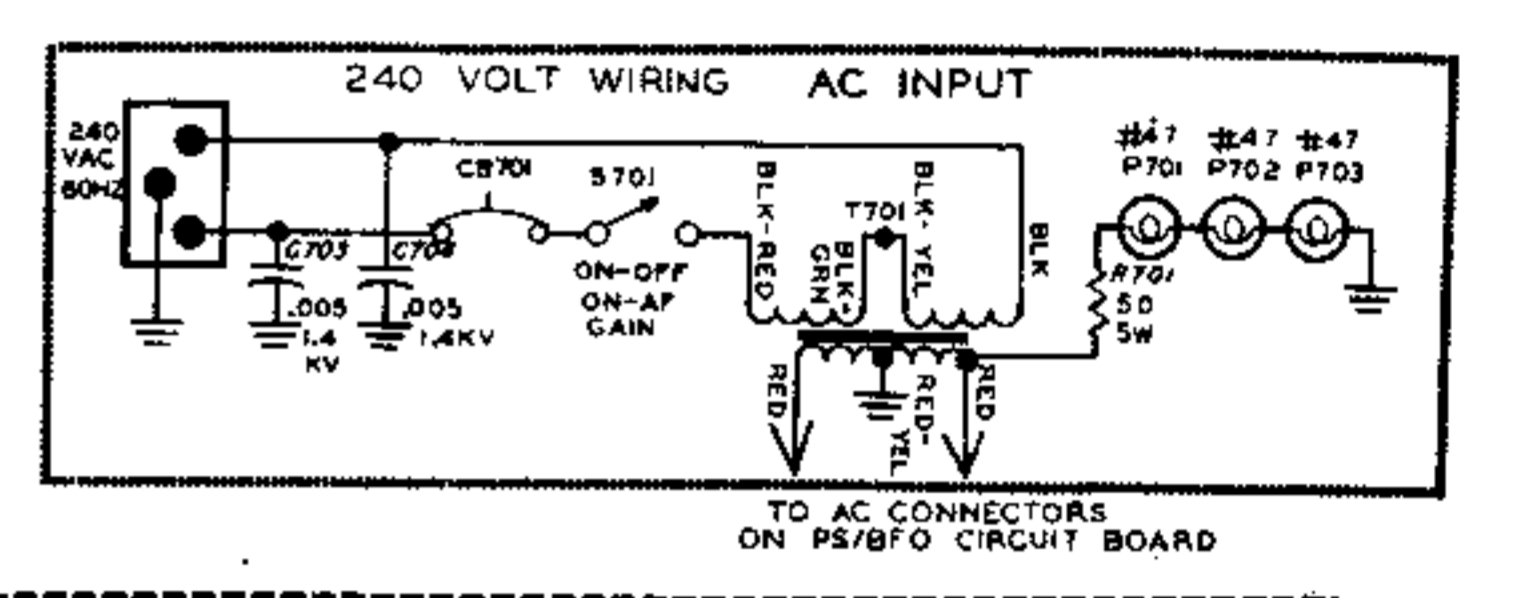 240 VOLT WIRING AC INPUT
240
VAC
60HZ
C703
.005
1.4
KV
C704
.005
1.4KV
CB701
S701
ON-OFF
ON-AF
GAIN
BLK-RED
BLK-
GRN
T701
BLK-YEL
BLK
RED
RED-
YEL
RED
#47
P701
#47
P702
#47
P703
R701
50
5W
TO AC CONNECTORS
ON PS/BFO CIRCUIT BOARD